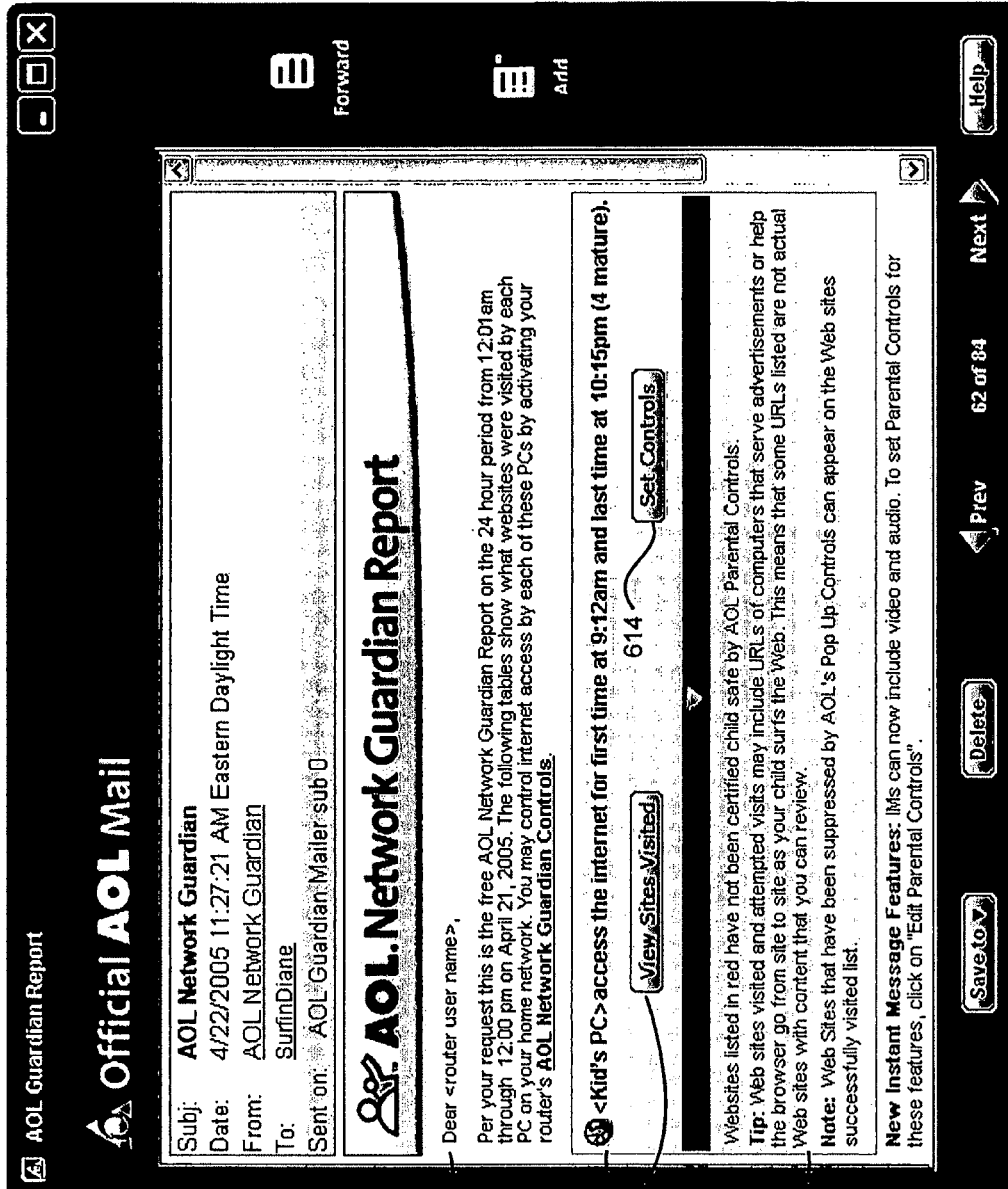 AOL Guardian Report
Official AOL Mail
Subj: AOL Network Guardian
Date: 4/22/2005 11:27:21 AM Eastern Daylight Time
From: AOL Network Guardian
To: SurfinDiane
Sent on: AOL Guardian Mailer sub 0
Forward
Add
AOL. Network Guardian Report
Dear <router user name>,
Per your request this is the free AOL Network Guardian Report on the 24 hour period from 12:01am
through 12:00 pm on April 21, 2005. The following tables show what websites were visited by each
PC on your home network. You may control internet access by each of these PCs by activating your
router's AOL Network Guardian Controls.
<Kid's PC>access the internet for first time at 9:12am and last time at 10:15pm (4 mature).
View Sites Visited
614
Set Controls
Websites listed in red have not been certified child safe by AOL Parental Controls.
Tip: Web sites visited and attempted visits may include URLs of computers that serve advertisements or help
the browser go from site to site as your child surfs the Web. This means that some URLs listed are not actual
Web sites with content that you can review.
Note: Web Sites that have been suppressed by AOL's Pop Up Controls can appear on the Web sites
successfully visited list.
New Instant Message Features: IMs can now include video and audio. To set Parental Controls for
these features, click on "Edit Parental Controls".
Save to
Delete
Prev
62 of 84
Next
Help